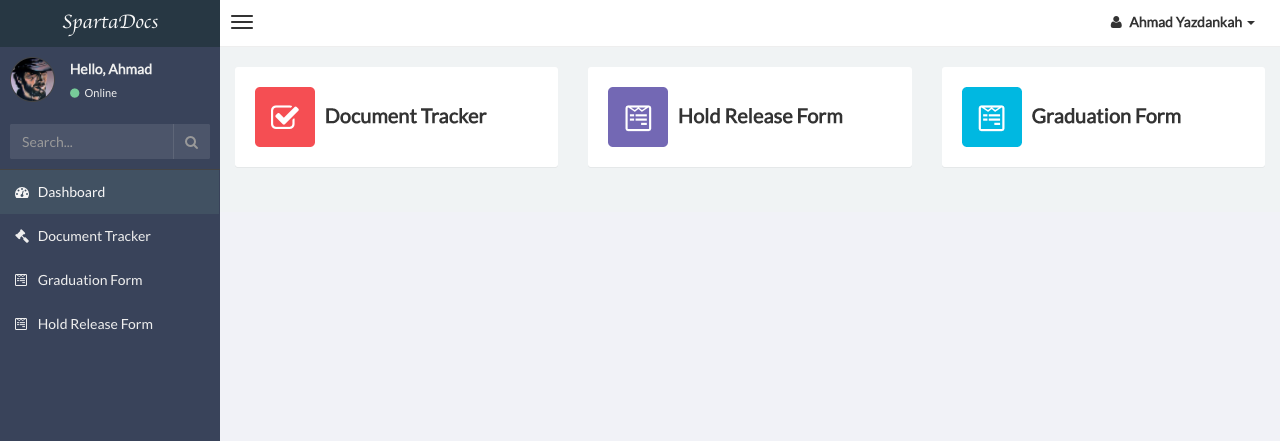 SpartaDocs
Ahmad Yazdankah
Hello, Ahmad
Online
Search...
Dashboard
Document Tracker
Graduation Form
Hold Release Form
Document Tracker
Hold Release Form
Graduation Form